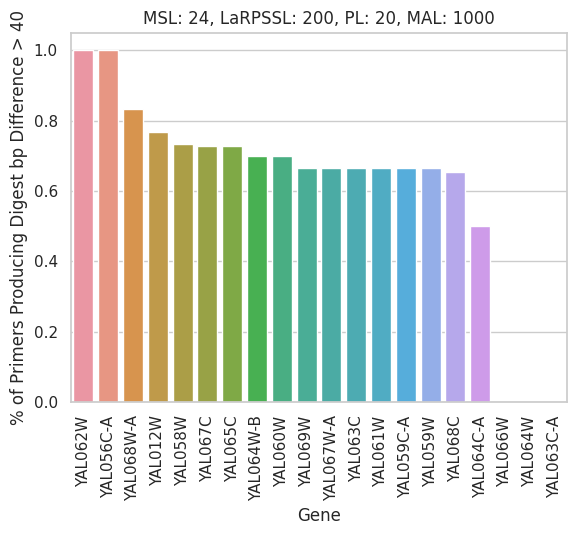 MSL: 24, LaRPSSL: 200, PL: 20, MAL: 1000
% of Primers Producing Digest bp Difference > 40
1.0
0.8
0.6
0.4
0.2
0.0
YAL062W
YAL056C-A
YAL068W-A
YAL012W
YAL058W
YAL067C
YAL065C
YAL064W-B
YAL060W
YAL069W
YAL067W-A
YAL063C
YAL061W
YAL059C-A
YAL059W
YAL068C
YAL064C-A
YAL066W
YAL064W
YAL063C-A
Gene